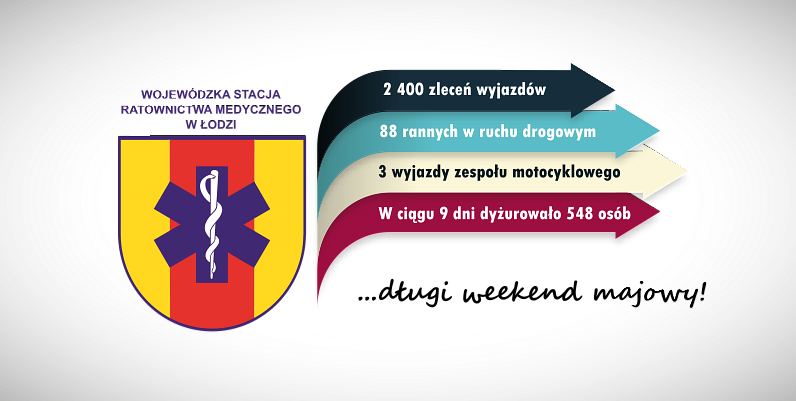 WOJEWÓDZKA STACJA
RATOWNICTWA MEDYCZNEGO
W ŁODZI
2 400 zleceń wyjazdów
88 rannych w ruchu drogowym
3 wyjazdy zespołu motocyklowego
W ciągu 9 dni dyżurowało 548 osób
...długi weekend majowy!